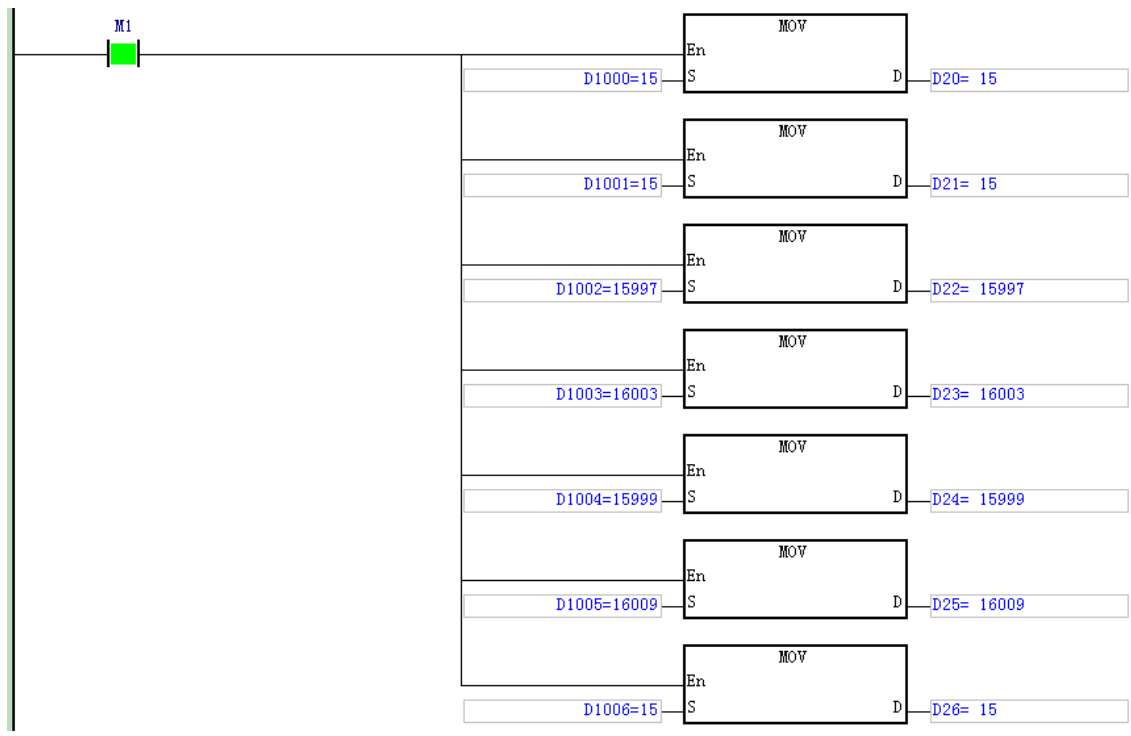 M1
MOV
En
D1000=15 S D D20= 15
MOV
En
D1001=15 S D D21= 15
MOV
En
D1002=15997 S D D22= 15997
MOV
En
D1003=16003 S D D23= 16003
MOV
En
D1004=15999 S D D24= 15999
MOV
En
D1005=16009 S D D25= 16009
MOV
En
D1006=15 S D D26= 15